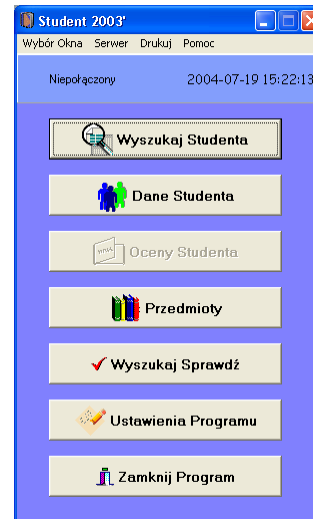 Student 2003'
Wybór Okna Serwer Drukuj Pomoc
Niepołączony 2004-07-19 15:22:13
Wyszukaj Studenta
Dane Studenta
Oceny Studenta
Przedmioty
Wyszukaj Sprawdź
Ustawienia Programu
Zamknij Program